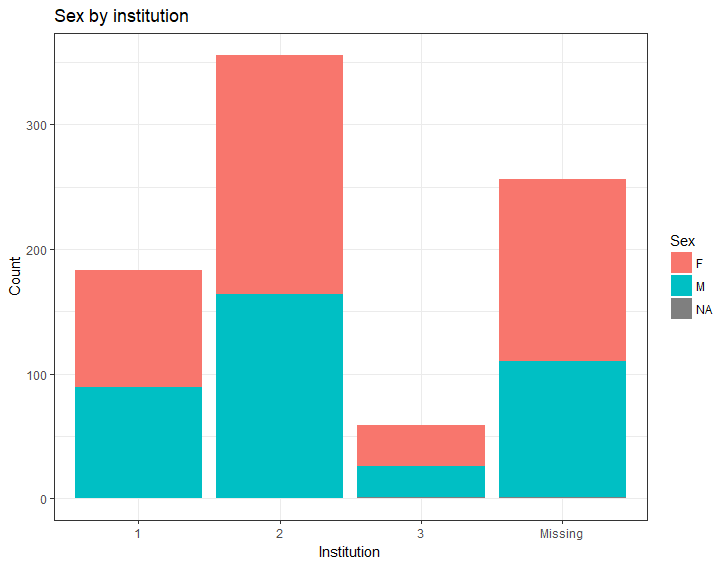 Sex by institution
Count
300
200
100
0
1 2 3 Missing
Institution
Sex
F
M
NA